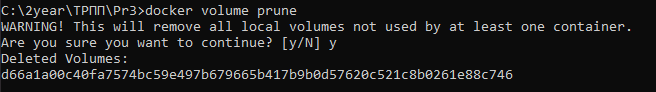 C:\2year\ТРПП\Pr3>docker volume prune
WARNING! This will remove all local volumes not used by at least one container.
Are you sure you want to continue? [y/N] y
Deleted Volumes:
d66a1a00c40fa7574bc59e497b679665b417b9b0d57620c521c8b0261e88c746